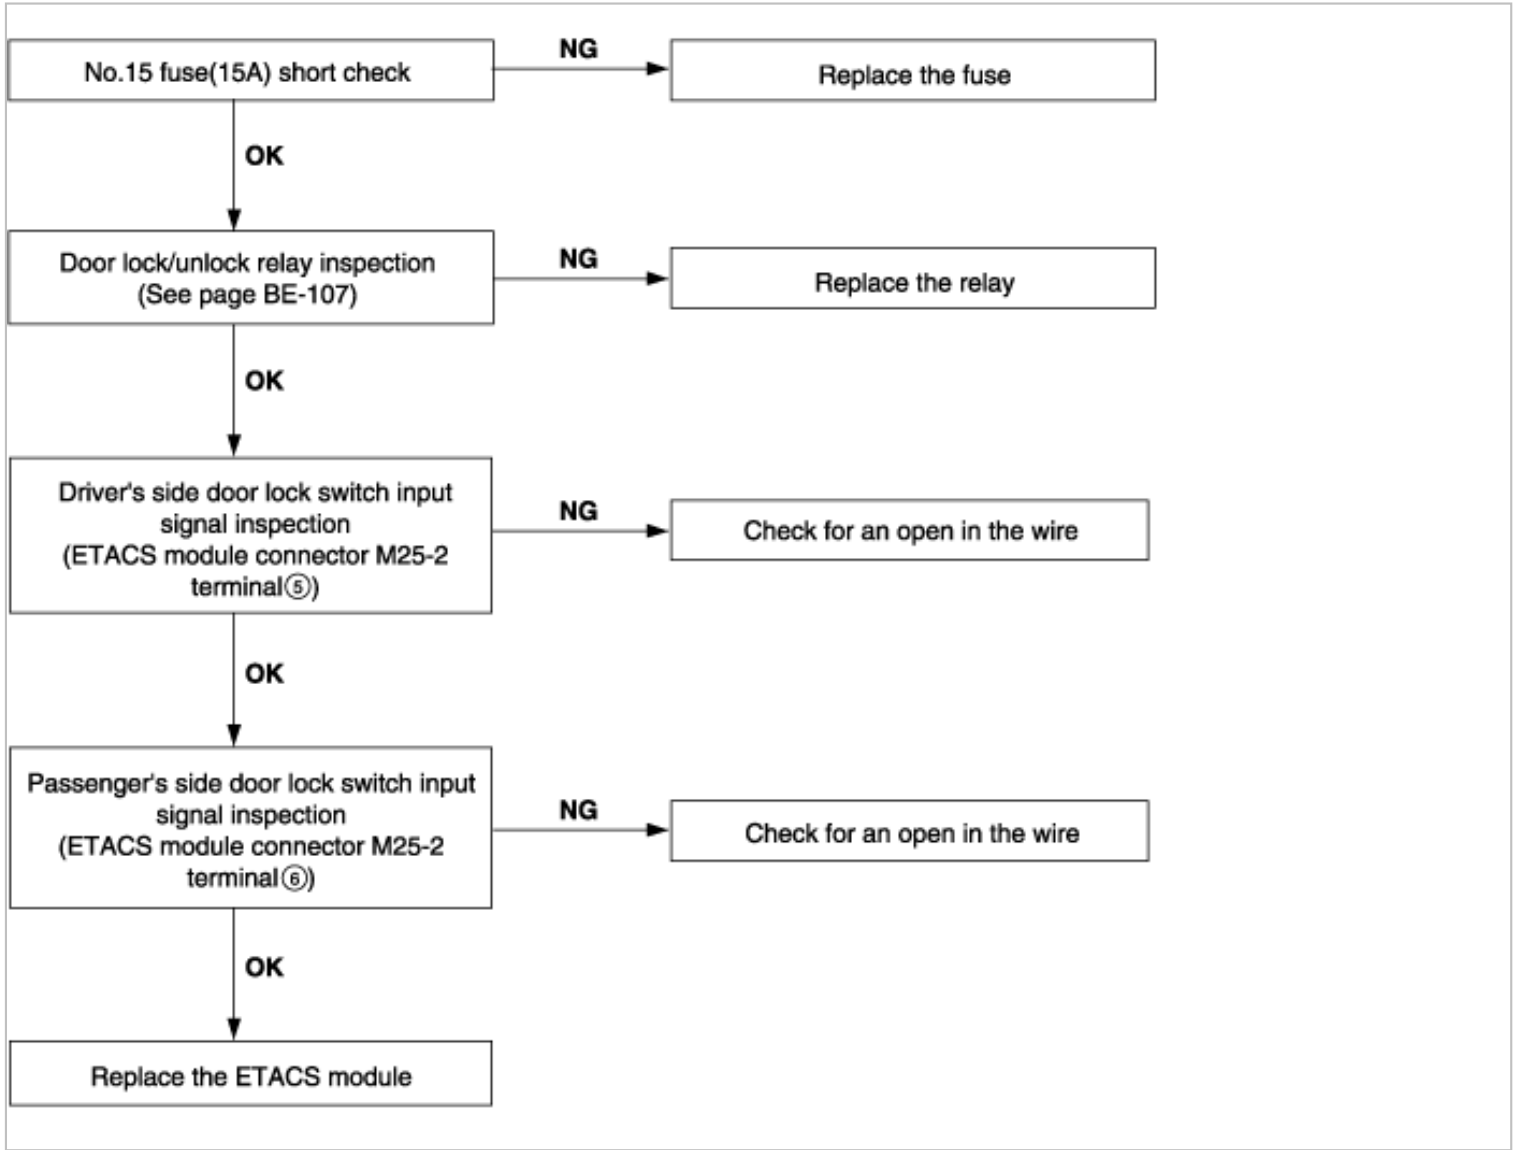 No.15 fuse(15A) short check
NG
Replace the fuse
OK
Door lock/unlock relay inspection
(See page BE-107)
NG
Replace the relay
OK
Driver's side door lock switch input
signal inspection
(ETACS module connector M25-2
terminal⑤)
NG
Check for an open in the wire
OK
Passenger's side door lock switch input
signal inspection
(ETACS module connector M25-2
terminal⑥)
NG
Check for an open in the wire
OK
Replace the ETACS module